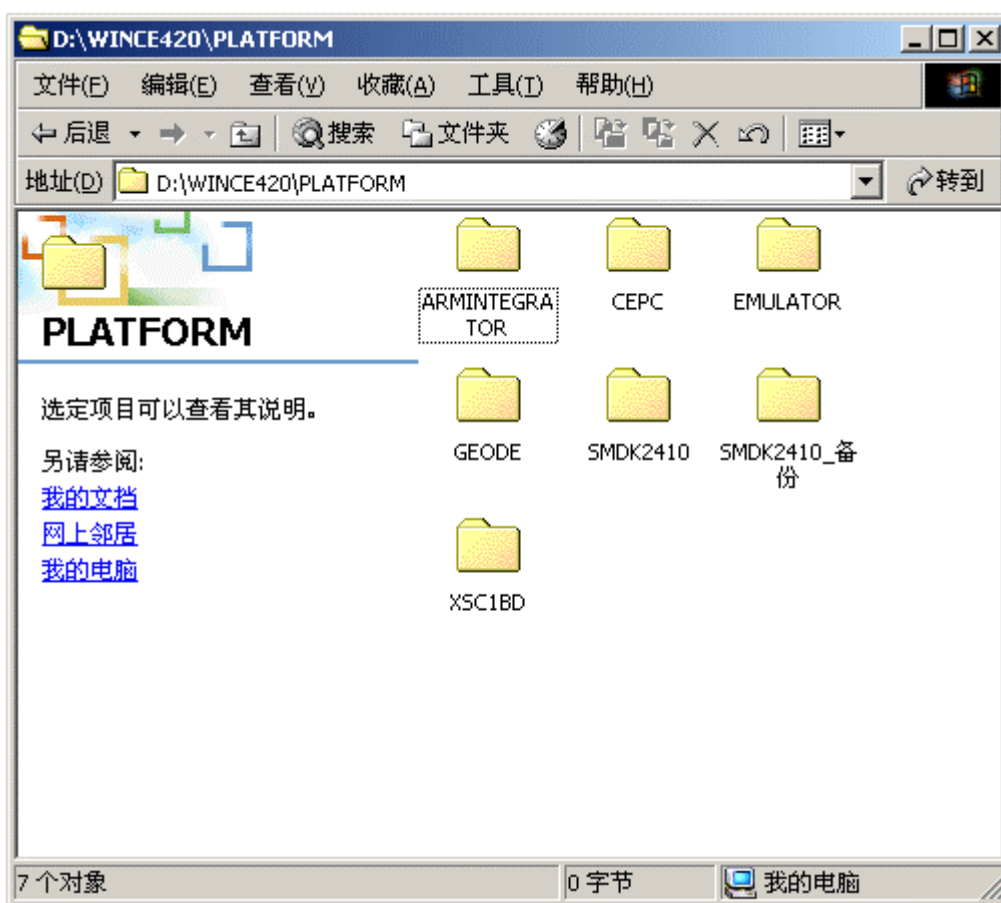 D:\WINCE420\PLATFORM
文件(F) 编辑(E) 查看(V) 收藏(A) 工具(T) 帮助(H)
后退 搜索 文件夹
地址(D) D:\WINCE420\PLATFORM 转到
PLATFORM
选定项目可以查看其说明。
另请参阅:
我的文档
网上邻居
我的电脑
ARMINTEGRA
TOR
CEPC
EMULATOR
GEODE
SMDK2410
SMDK2410_备
份
XSC1BD
7 个对象 0 字节 我的电脑